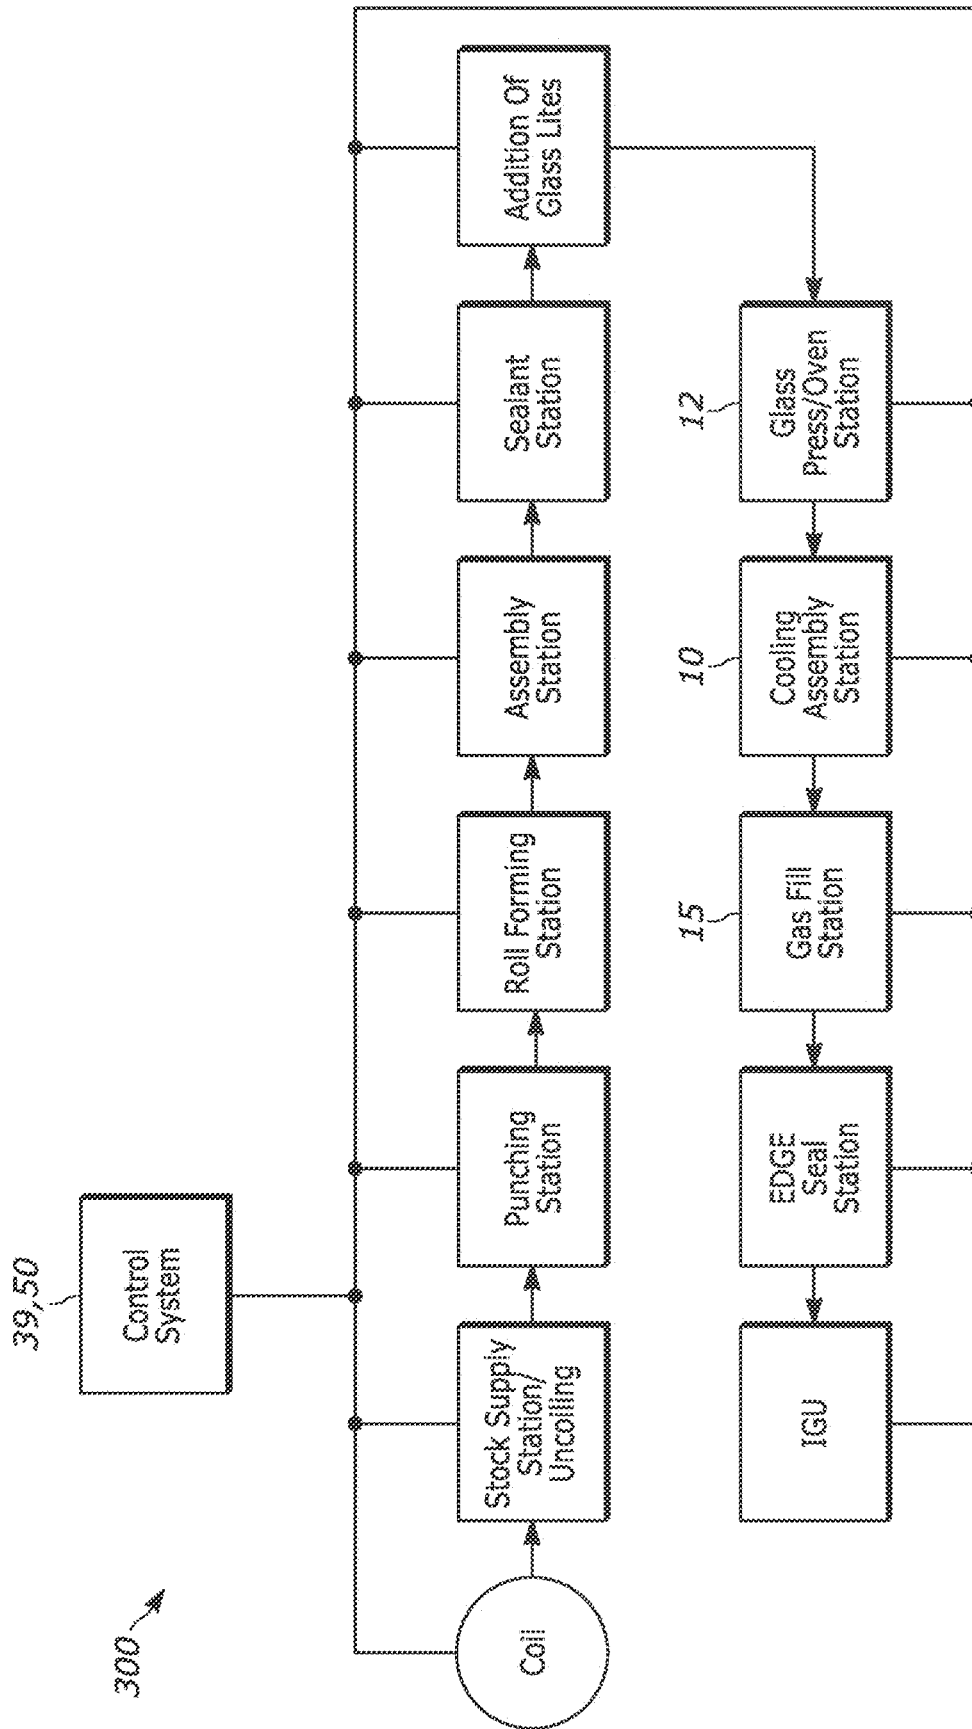 300
39,50
Control
System
Coil
Stock Supply
Station/
Uncoiling
Punching
Station
Roll Forming
Station
Assembly
Station
Sealant
Station
Addition Of
Glass Lites
12
Glass
Press/Oven
Station
10
Cooling
Assembly
Station
15
Gas Fill
Station
EDGE
Seal
Station
IGU